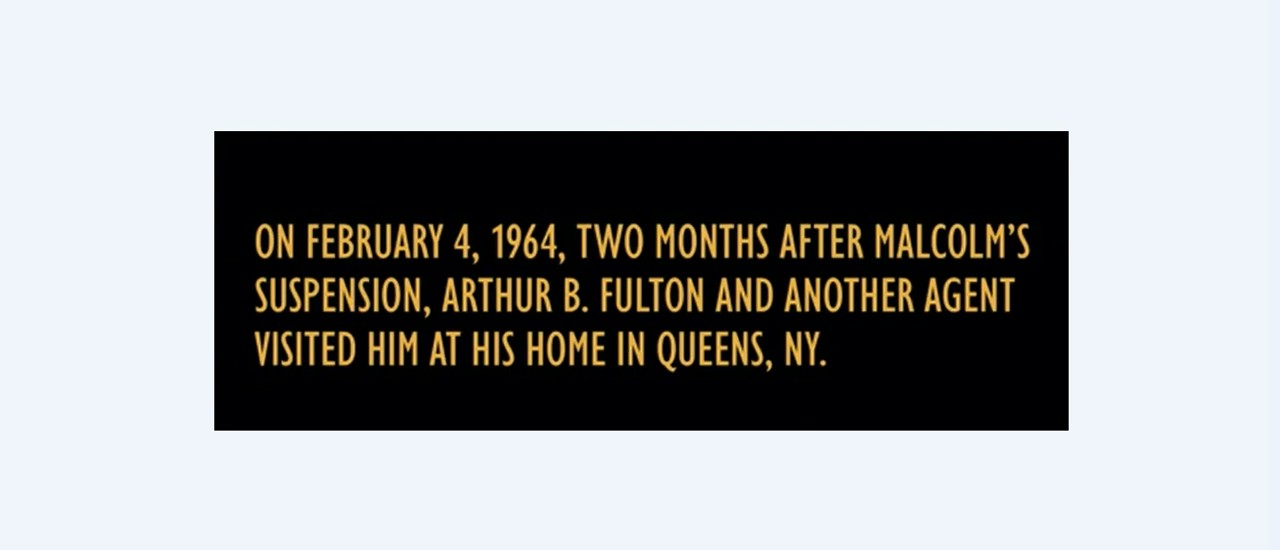 ON FEBRUARY 4, 1964, TWO MONTHS AFTER MALCOLM’S
SUSPENSION, ARTHUR B. FULTON AND ANOTHER AGENT
VISITED HIM AT HIS HOME IN QUEENS, NY.